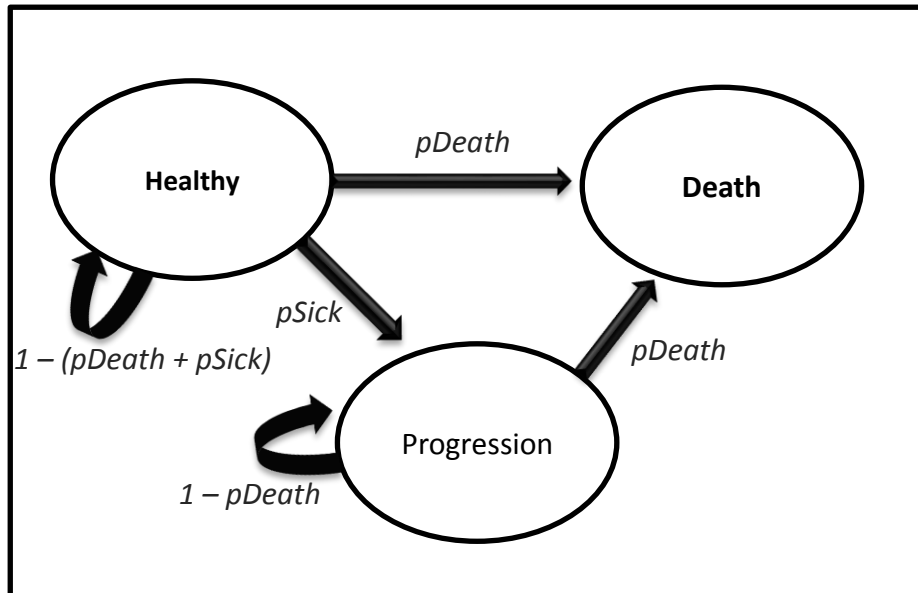 pDeath
Healthy
Death
pSick
1 – (pDeath + pSick)
pDeath
Progression
1 – pDeath